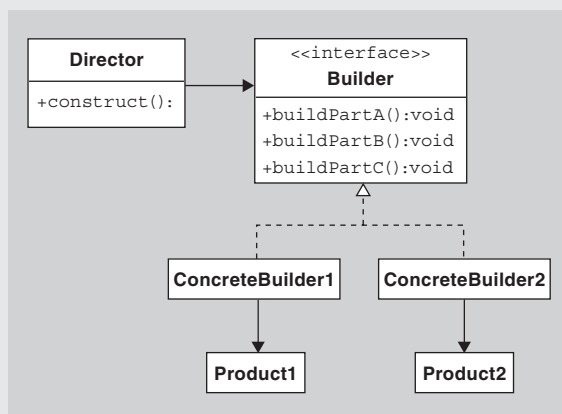 Director
+construct():
<<interface>>
Builder
+buildPartA():void
+buildPartB():void
+buildPartC():void
ConcreteBuilder1
ConcreteBuilder2
Product1
Product2